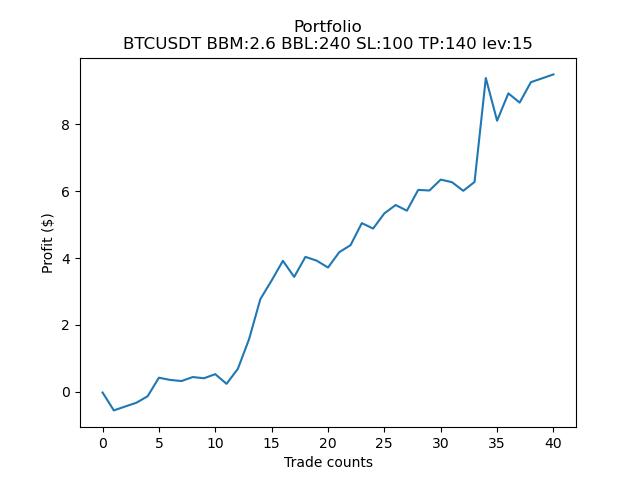 Portfolio
BTCUSDT BBM:2.6 BBL:240 SL:100 TP:140 lev:15
8
6
4
2
0
Profit ($)
0 5 10 15 20 25 30 35 40
Trade counts